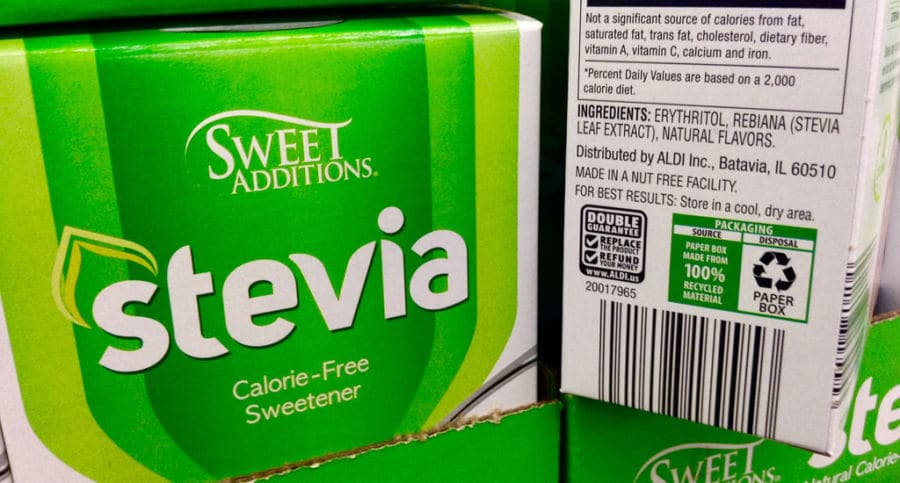 SWEET
ADDITIONS®
stevia
Calorie-Free
Sweetener
Not a significant source of calories from fat,
saturated fat, trans fat, cholesterol, dietary fiber,
vitamin A, vitamin C, calcium and iron.
*Percent Daily Values are based on a 2,000
calorie diet.
INGREDIENTS: ERYTHRITOL, REBIANA (STEVIA
LEAF EXTRACT), NATURAL FLAVORS.
Distributed by ALDI Inc., Batavia, IL 60510
MADE IN A NUT FREE FACILITY.
FOR BEST RESULTS: Store in a cool, dry area.
DOUBLE
GUARANTEE
REPLACE
THE PRODUCT
REFUND
YOUR MONEY
www.ALDI.us
20017965
PACKAGING
SOURCE
DISPOSAL
PAPER BOX
MADE FROM
100%
RECYCLED
MATERIAL
PAPER
BOX
SWEET
ste
Natural Calorie-